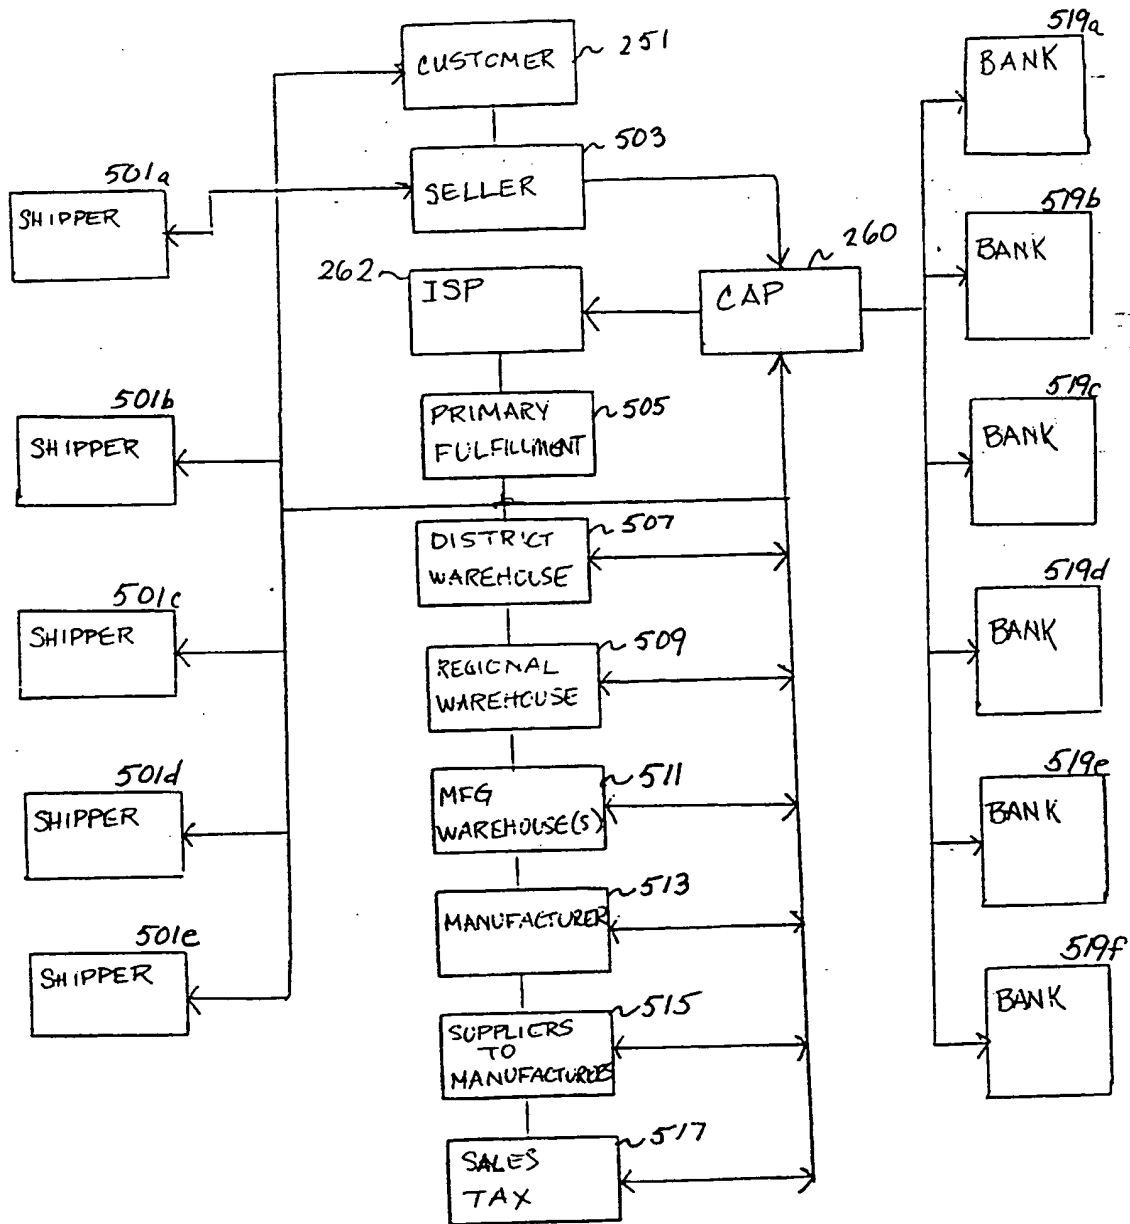 251
CUSTOMER
503
SELLER
501a
SHIPPER
262
ISP
260
CAP
501b
SHIPPER
505
PRIMARY
FULFILLMENT
507
DISTRICT
WAREHOUSE
501c
SHIPPER
509
REGIONAL
WAREHOUSE
501d
SHIPPER
511
MFG
WAREHOUSE(S)
501e
SHIPPER
513
MANUFACTURER
515
SUPPLIERS
TO
MANUFACTURERS
517
SALES
TAX
519a
BANK
519b
BANK
519c
BANK
519d
BANK
519e
BANK
519f
BANK